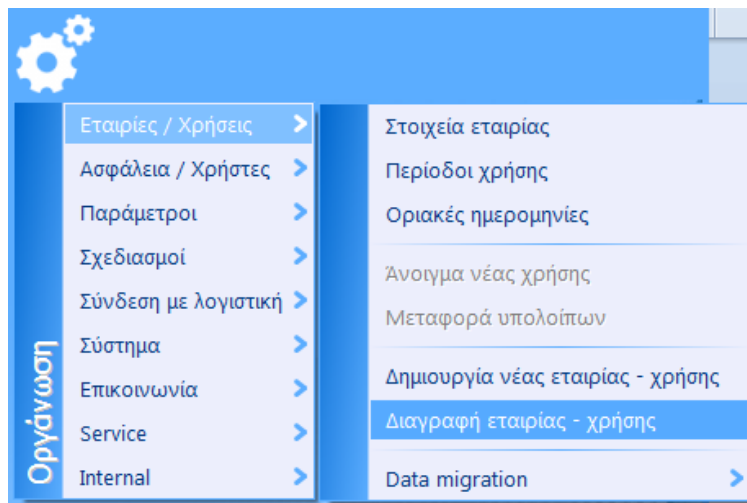 Οργάνωση
Εταιρίες / Χρήσεις
Ασφάλεια / Χρήστες
Παράμετροι
Σχεδιασμοί
Σύνδεση με λογιστική
Σύστημα
Επικοινωνία
Service
Internal
Στοιχεία εταιρίας
Περίοδοι χρήσης
Οριακές ημερομηνίες
Άνοιγμα νέας χρήσης
Μεταφορά υπολοίπων
Δημιουργία νέας εταιρίας - χρήσης
Διαγραφή εταιρίας - χρήσης
Data migration